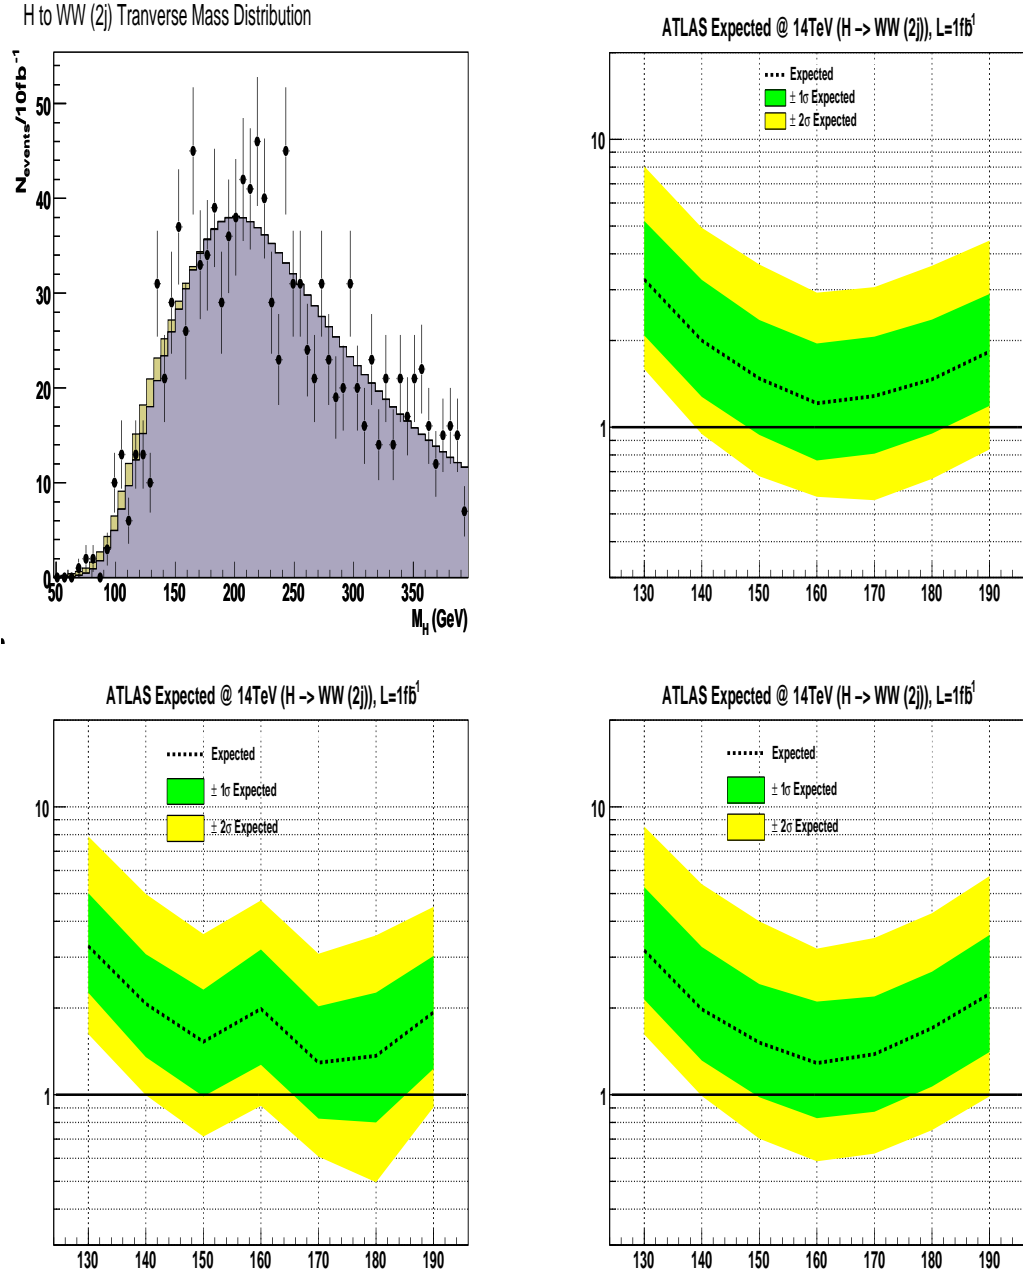 H to WW (2j) Tranverse Mass Distribution
N events/10fb⁻¹
50
40
30
20
10
0
50 100 150 200 250 300 350
M_H (GeV)
ATLAS Expected @ 14TeV (H -> WW (2j)), L=1fb⁻¹
Expected
± 1σ Expected
± 2σ Expected
10
1
130 140 150 160 170 180 190
ATLAS Expected @ 14TeV (H -> WW (2j)), L=1fb⁻¹
Expected
± 1σ Expected
± 2σ Expected
10
1
130 140 150 160 170 180 190
ATLAS Expected @ 14TeV (H -> WW (2j)), L=1fb⁻¹
Expected
± 1σ Expected
± 2σ Expected
10
1
130 140 150 160 170 180 190